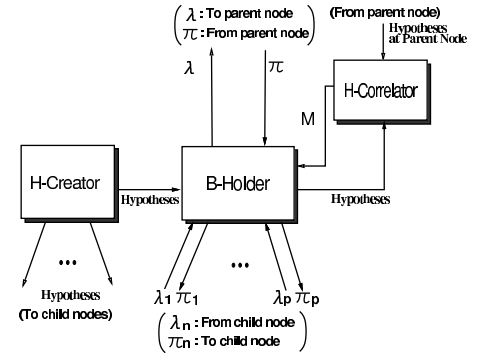 λ : To parent node
π : From parent node
(From parent node)
Hypotheses
at Parent Node
λ
π
H-Correlator
M
H-Creator
Hypotheses
B-Holder
Hypotheses
•••
•••
Hypotheses
(To child nodes)
λ1 π1
λp πp
λn : From child node
πn : To child node